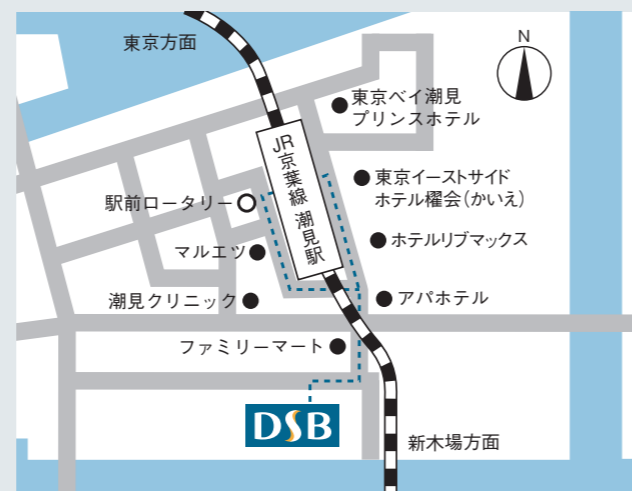 東京方面
N
東京ベイ潮見
プリンスホテル
JR京葉線 潮見駅
東京イーストサイド
ホテル櫂会(かいえ)
駅前ロータリー
ホテルリブマックス
マルエツ
潮見クリニック
アパホテル
ファミリーマート
DSB
新木場方面